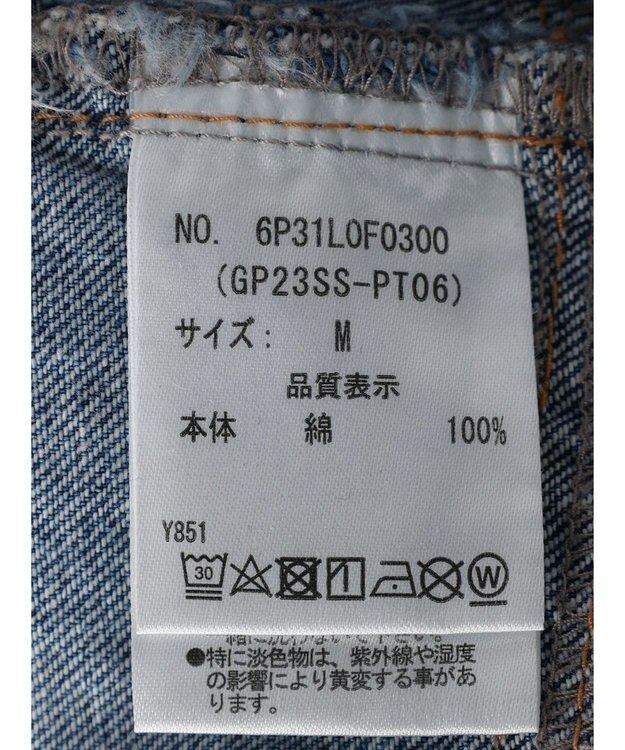 NO. 6P31L0F0300
(GP23SS-PT06)
サイズ: M
品質表示
本体 綿 100%
Y851
30
W
●特に淡色物は、紫外線や湿度
の影響により黄変する事があ
ります。